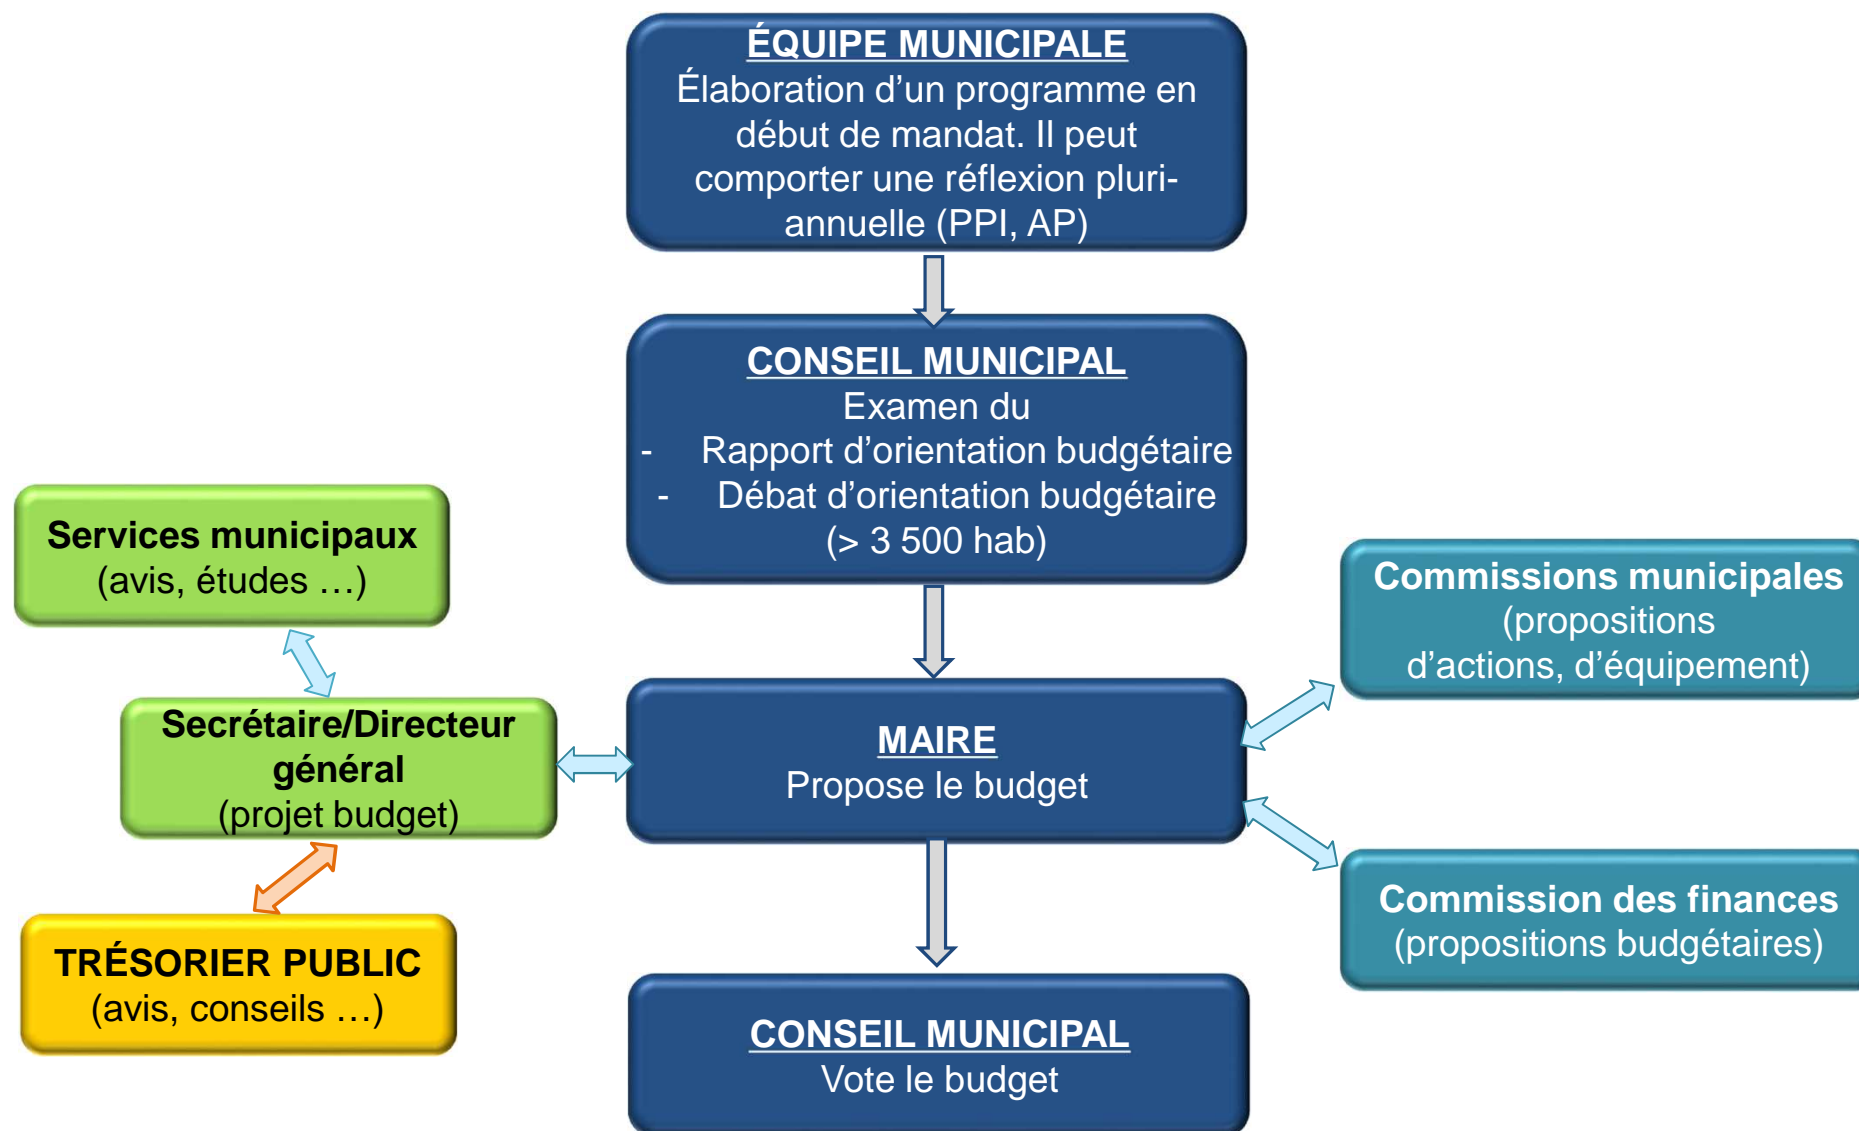 ÉQUIPE MUNICIPALE
Élaboration d’un programme en
début de mandat. Il peut
comporter une réflexion pluri-
annuelle (PPI, AP)
CONSEIL MUNICIPAL
Examen du
- Rapport d’orientation budgétaire
- Débat d’orientation budgétaire
(> 3 500 hab)
Services municipaux
(avis, études …)
Commissions municipales
(propositions
d’actions, d’équipement)
Secrétaire/Directeur
général
(projet budget)
MAIRE
Propose le budget
Commission des finances
(propositions budgétaires)
TRÉSORIER PUBLIC
(avis, conseils …)
CONSEIL MUNICIPAL
Vote le budget